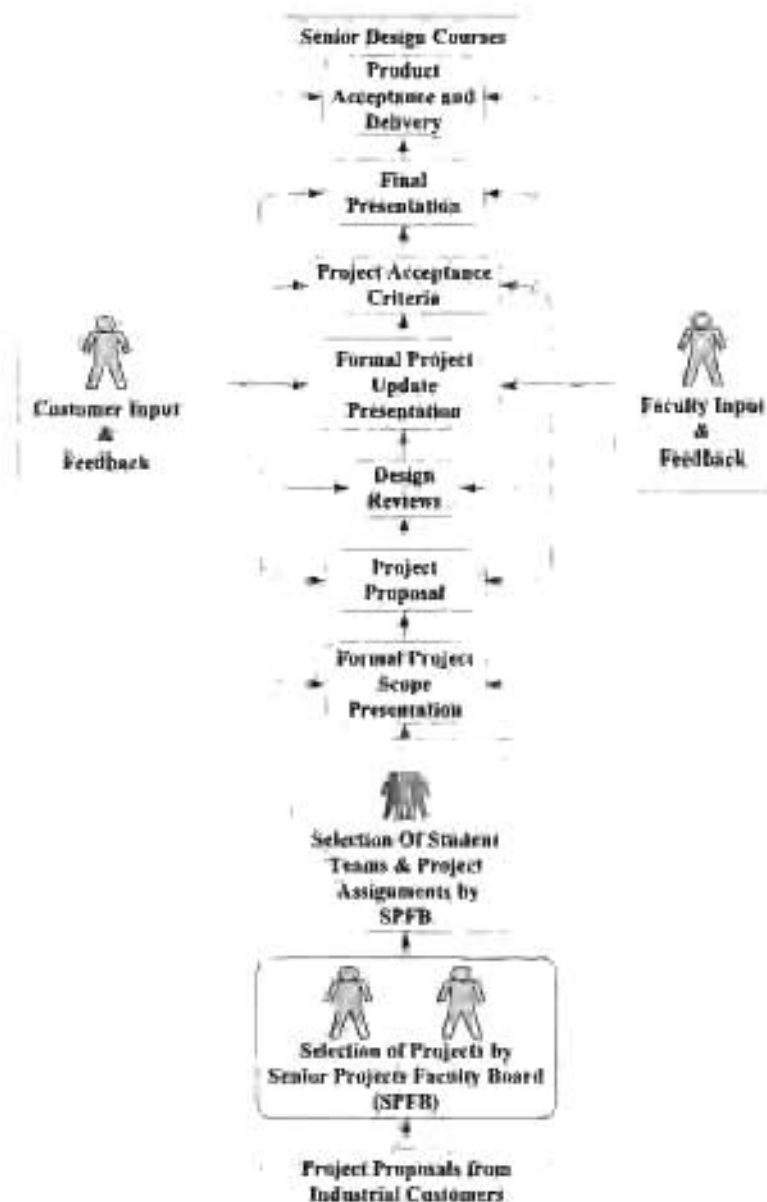 Senior Design Courses
Product
Acceptance and
Delivery
Final
Presentation
Project Acceptance
Criteria
Formal Project
Update
Presentation
Customer Input
&
Feedback
Faculty Input
&
Feedback
Design
Reviews
Project
Proposal
Formal Project
Scope
Presentation
Selection Of Student
Teams & Project
Assignments by
SPFB
Selection of Projects by
Senior Projects Faculty Board
(SPFB)
Project Proposals from
Industrial Customers